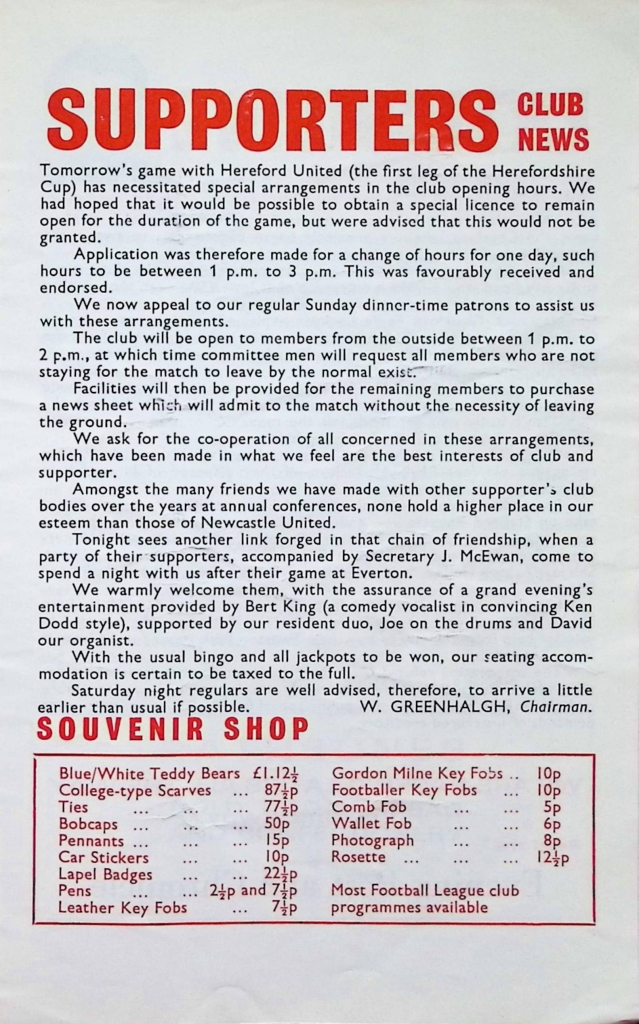 SUPPORTERS CLUB NEWS
Tomorrow's game with Hereford United (the first leg of the Herefordshire
Cup) has necessitated special arrangements in the club opening hours. We
had hoped that it would be possible to obtain a special licence to remain
open for the duration of the game, but were advised that this would not be
granted.
Application was therefore made for a change of hours for one day, such
hours to be between 1 p.m. to 3 p.m. This was favourably received and
endorsed.
We now appeal to our regular Sunday dinner-time patrons to assist us
with these arrangements.
The club will be open to members from the outside between 1 p.m. to
2 p.m., at which time committee men will request all members who are not
staying for the match to leave by the normal exist.
Facilities will then be provided for the remaining members to purchase
a news sheet which will admit to the match without the necessity of leaving
the ground.
We ask for the co-operation of all concerned in these arrangements,
which have been made in what we feel are the best interests of club and
supporter.
Amongst the many friends we have made with other supporter's club
bodies over the years at annual conferences, none hold a higher place in our
esteem than those of Newcastle United.
Tonight sees another link forged in that chain of friendship, when a
party of their supporters, accompanied by Secretary J. McEwan, come to
spend a night with us after their game at Everton.
We warmly welcome them, with the assurance of a grand evening's
entertainment provided by Bert King (a comedy vocalist in convincing Ken
Dodd style), supported by our resident duo, Joe on the drums and David
our organist.
With the usual bingo and all jackpots to be won, our seating accom-
modation is certain to be taxed to the full.
Saturday night regulars are well advised, therefore, to arrive a little
earlier than usual if possible. W. GREENHALGH, Chairman.
SOUVENIR SHOP
Blue/White Teddy Bears £1.12½
College-type Scarves ... 87½p
Ties ... ... ... 77½p
Bobcaps ... ... ... 50p
Pennants ... ... ... 15p
Car Stickers ... ... 10p
Lapel Badges ... ... 22½p
Pens ... ... 2½p and 7½p
Leather Key Fobs ... 7½p
Gordon Milne Key Fobs .. 10p
Footballer Key Fobs ... 10p
Comb Fob ... ... 5p
Wallet Fob ... ... 6p
Photograph ... ... 8p
Rosette ... ... ... 12½p
Most Football League club
programmes available